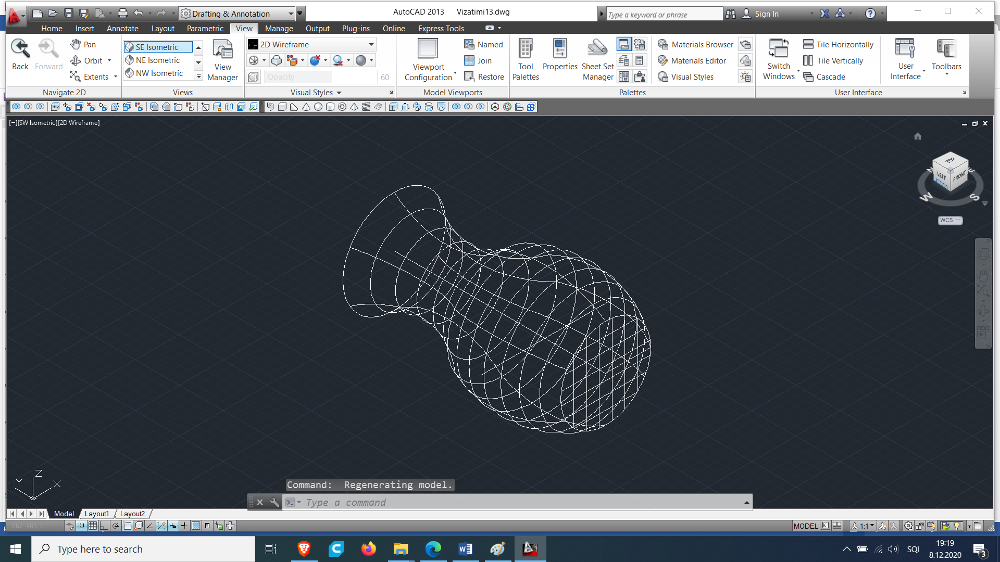 AutoCAD 2013 Vizatimi13.dwg
Drafting & Annotation
Type a keyword or phrase
Sign In
Home Insert Annotate Layout Parametric View Manage Output Plug-ins Online Express Tools
Back
Forward
Pan
Orbit
Extents
Navigate 2D
SE Isometric
NE Isometric
NW Isometric
View
Manager
Views
2D Wireframe
Opacity 60
Visual Styles
Viewport
Configuration
Named
Join
Restore
Model Viewports
Tool
Palettes
Properties
Sheet Set
Manager
Materials Browser
Materials Editor
Visual Styles
Palettes
Switch
Windows
Tile Horizontally
Tile Vertically
Cascade
User
Interface
Toolbars
User Interface
[−][SW Isometric][2D Wireframe]
TOP
LEFT
FRONT
W
S
WCS
Z
Y
X
Command: Regenerating model.
Type a command
Model Layout1 Layout2
567, 485, 0
MODEL
1:1
Type here to search
SQI
19:19
8.12.2020
3